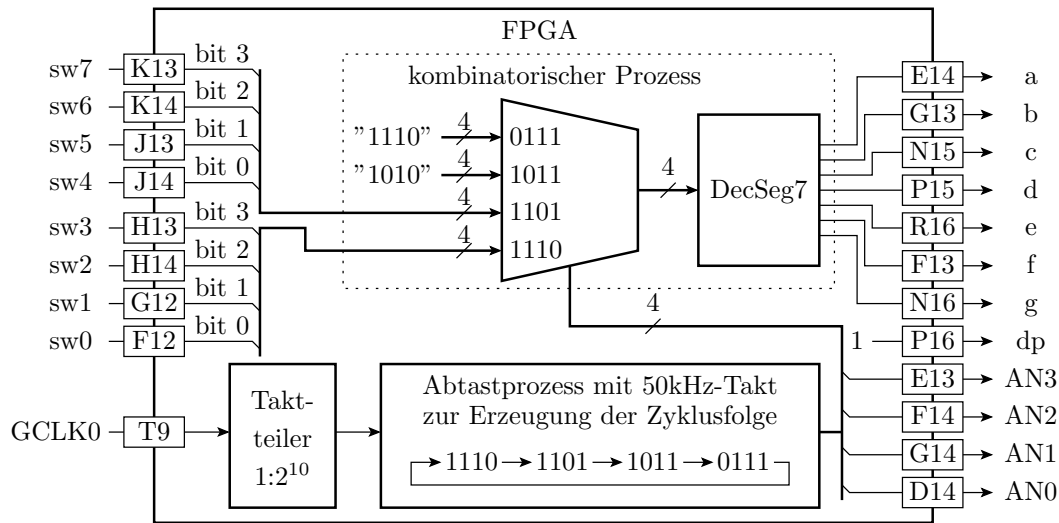 FPGA
sw7 K13 bit 3
sw6 K14 bit 2
sw5 J13 bit 1
sw4 J14 bit 0
sw3 H13 bit 3
sw2 H14 bit 2
sw1 G12 bit 1
sw0 F12 bit 0
GCLK0 T9
kombinatorischer Prozess
"1110" 4 0111
"1010" 4 1011
4 1101
4 1110
4
DecSeg7
4
E14 a
G13 b
N15 c
P15 d
R16 e
F13 f
N16 g
1 P16 dp
E13 AN3
F14 AN2
G14 AN1
D14 AN0
Takt-
teiler
1:2¹⁰
Abtastprozess mit 50kHz-Takt
zur Erzeugung der Zyklusfolge
1110 1101 1011 0111